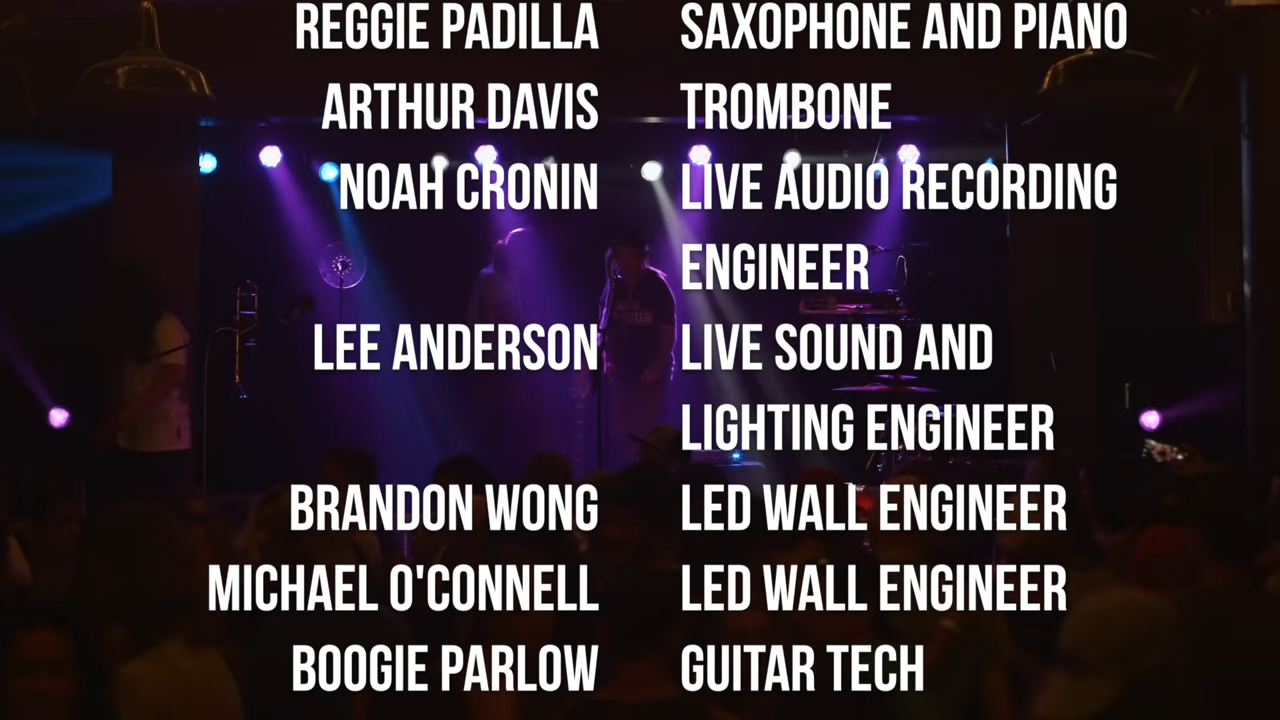 REGGIE PADILLA SAXOPHONE AND PIANO
ARTHUR DAVIS TROMBONE
NOAH CRONIN LIVE AUDIO RECORDING
ENGINEER
LEE ANDERSON LIVE SOUND AND
LIGHTING ENGINEER
BRANDON WONG LED WALL ENGINEER
MICHAEL O'CONNELL LED WALL ENGINEER
BOOGIE PARLOW GUITAR TECH